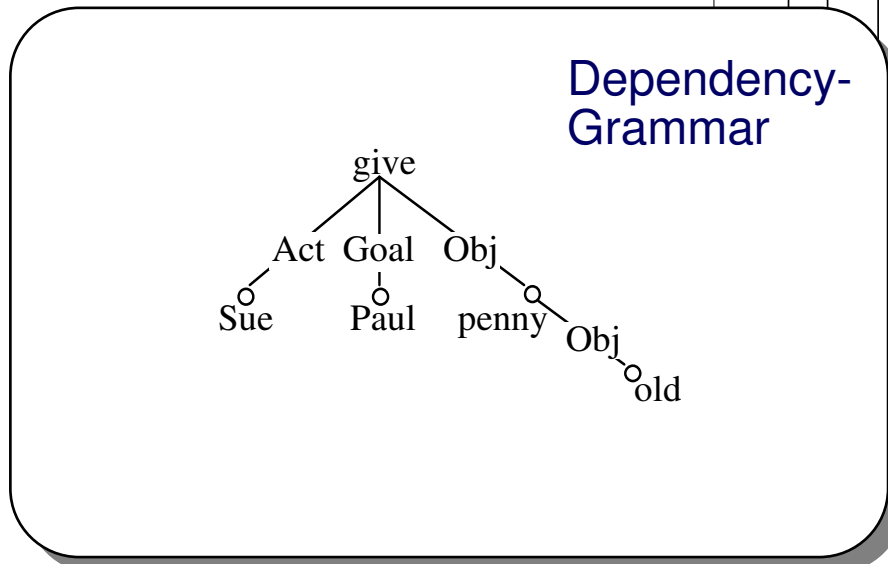 Dependency-
Grammar
give
Act Goal Obj
Sue Paul penny
Obj
old